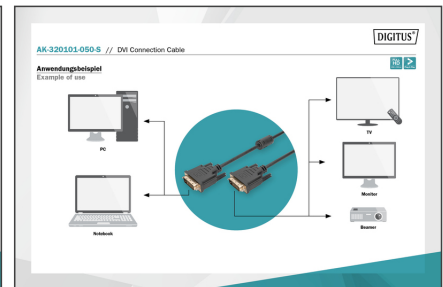 DIGITUS®
AK-320101-050-S // DVI Connection Cable
Anwendungsbeispiel
Example of use
PC
Notebook
TV
Monitor
Beamer